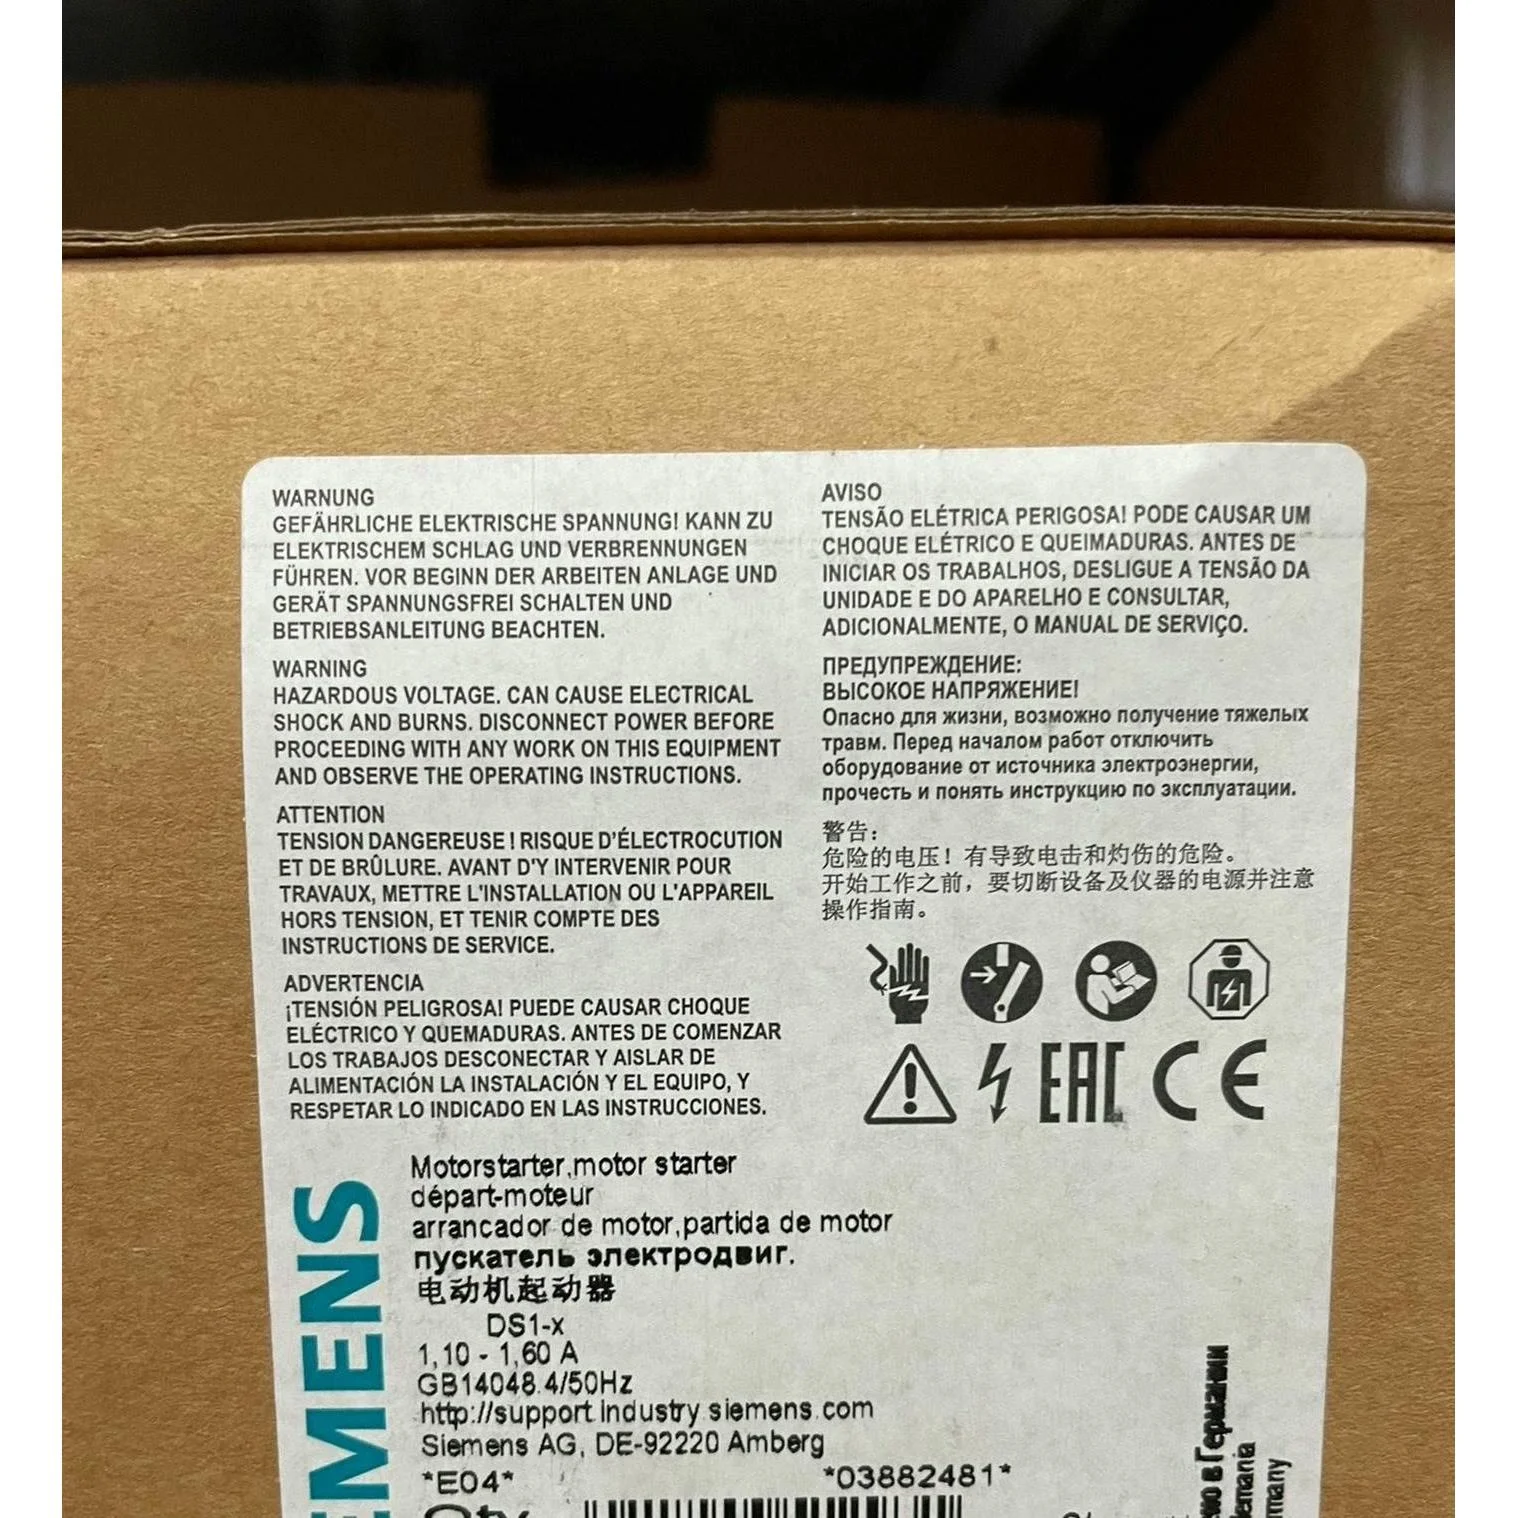 WARNUNG
GEFÄHRLICHE ELEKTRISCHE SPANNUNG! KANN ZU
ELEKTRISCHEM SCHLAG UND VERBRENNUNGEN
FÜHREN. VOR BEGINN DER ARBEITEN ANLAGE UND
GERÄT SPANNUNGSFREI SCHALTEN UND
BETRIEBSANLEITUNG BEACHTEN.
WARNING
HAZARDOUS VOLTAGE. CAN CAUSE ELECTRICAL
SHOCK AND BURNS. DISCONNECT POWER BEFORE
PROCEEDING WITH ANY WORK ON THIS EQUIPMENT
AND OBSERVE THE OPERATING INSTRUCTIONS.
ATTENTION
TENSION DANGEREUSE ! RISQUE D'ÉLECTROCUTION
ET DE BRÛLURE. AVANT D'Y INTERVENIR POUR
TRAVAUX, METTRE L'INSTALLATION OU L'APPAREIL
HORS TENSION, ET TENIR COMPTE DES
INSTRUCTIONS DE SERVICE.
ADVERTENCIA
¡TENSIÓN PELIGROSA! PUEDE CAUSAR CHOQUE
ELÉCTRICO Y QUEMADURAS. ANTES DE COMENZAR
LOS TRABAJOS DESCONECTAR Y AISLAR DE
ALIMENTACIÓN LA INSTALACIÓN Y EL EQUIPO, Y
RESPETAR LO INDICADO EN LAS INSTRUCCIONES.
AVISO
TENSÃO ELÉTRICA PERIGOSA! PODE CAUSAR UM
CHOQUE ELÉTRICO E QUEIMADURAS. ANTES DE
INICIAR OS TRABALHOS, DESLIGUE A TENSÃO DA
UNIDADE E DO APARELHO E CONSULTAR,
ADICIONALMENTE, O MANUAL DE SERVIÇO.
ПРЕДУПРЕЖДЕНИЕ:
ВЫСОКОЕ НАПРЯЖЕНИЕ!
Опасно для жизни, возможно получение тяжелых
травм. Перед началом работ отключить
оборудование от источника электроэнергии,
прочесть и понять инструкцию по эксплуатации.
警告：
危险的电压！有导致电击和灼伤的危险。
开始工作之前，要切断设备及仪器的电源并注意
操作指南。
EAC CE
Motorstarter,motor starter
départ-moteur
arrancador de motor,partida de motor
пускатель электродвиг.
电动机起动器
DS1-x
1,10 - 1,60 A
GB14048.4/50Hz
http://support.industry.siemens.com
Siemens AG, DE-92220 Amberg
*E04* *03882481*
Qty
EMENS
в Германии